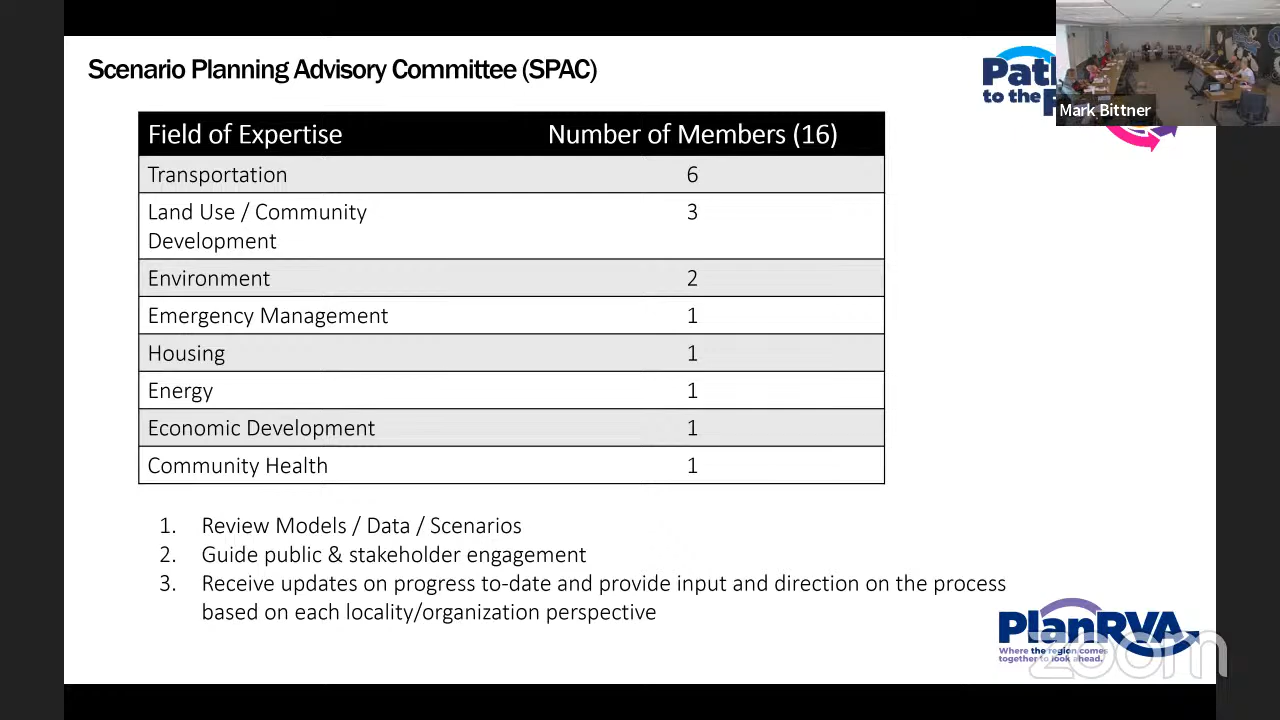 Scenario Planning Advisory Committee (SPAC)
Path
to the
Mark Bittner
Field of Expertise Number of Members (16)
Transportation 6
Land Use / Community 3
Development
Environment 2
Emergency Management 1
Housing 1
Energy 1
Economic Development 1
Community Health 1
1. Review Models / Data / Scenarios
2. Guide public & stakeholder engagement
3. Receive updates on progress to-date and provide input and direction on the process
based on each locality/organization perspective
PlanRVA
Where the region comes
together to look ahead.
zoom